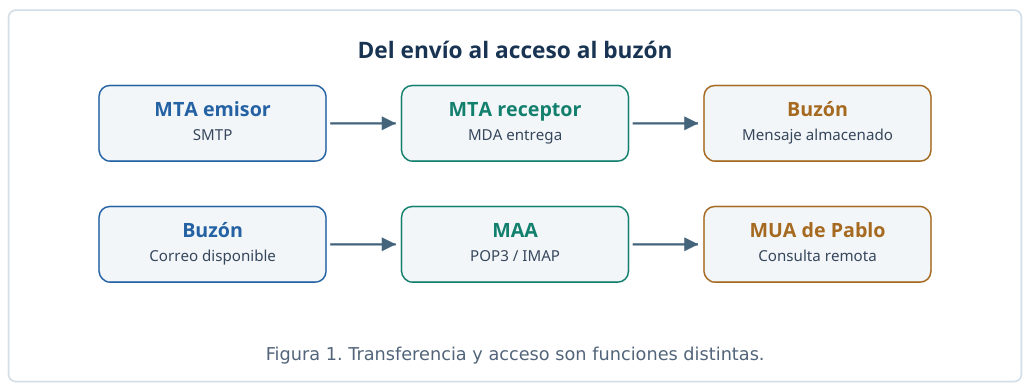 Del envío al acceso al buzón
MTA emisor
SMTP
MTA receptor
MDA entrega
Buzón
Mensaje almacenado
Buzón
Correo disponible
MAA
POP3 / IMAP
MUA de Pablo
Consulta remota
Figura 1. Transferencia y acceso son funciones distintas.